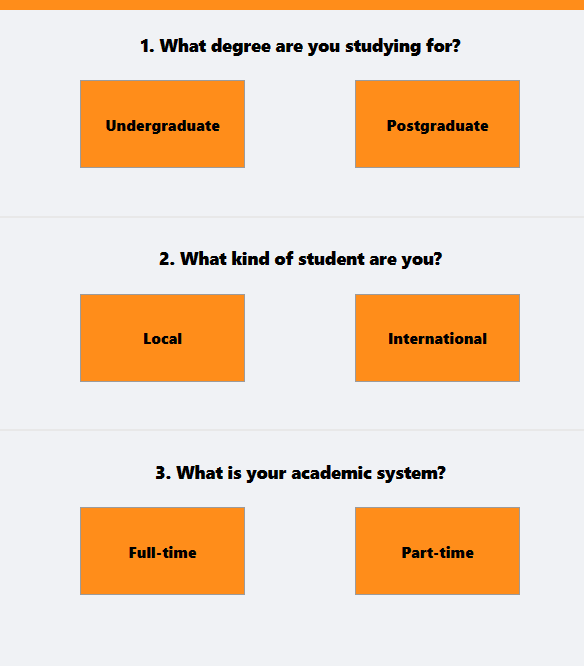 1. What degree are you studying for?
Undergraduate
Postgraduate
2. What kind of student are you?
Local
International
3. What is your academic system?
Full-time
Part-time